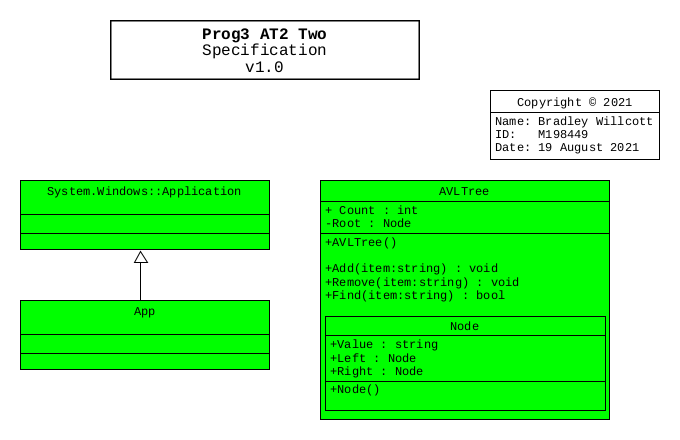 Prog3 AT2 Two
Specification
v1.0
Copyright © 2021
Name: Bradley Willcott
ID:   M198449
Date: 19 August 2021
System.Windows::Application
App
AVLTree
+ Count : int
-Root : Node
+AVLTree()
+Add(item:string) : void
+Remove(item:string) : void
+Find(item:string) : bool
Node
+Value : string
+Left : Node
+Right : Node
+Node()